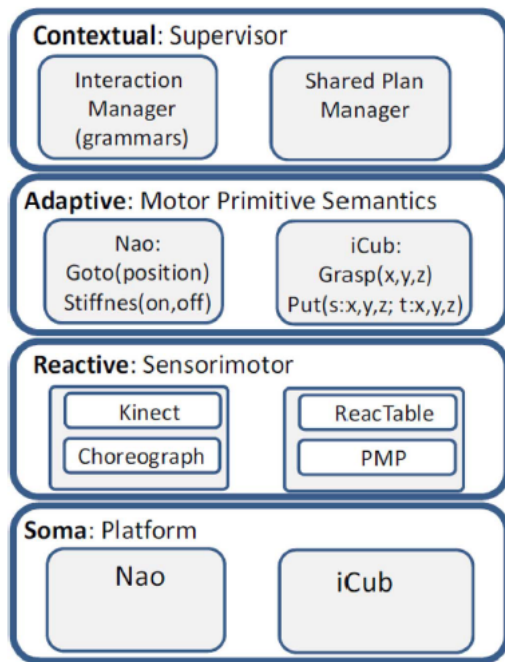 Contextual: Supervisor
Interaction
Manager
(grammars)
Shared Plan
Manager
Adaptive: Motor Primitive Semantics
Nao:
Goto(position)
Stiffnes(on,off)
iCub:
Grasp(x,y,z)
Put(s:x,y,z; t:x,y,z)
Reactive: Sensorimotor
Kinect
Choreograph
ReacTable
PMP
Soma: Platform
Nao
iCub